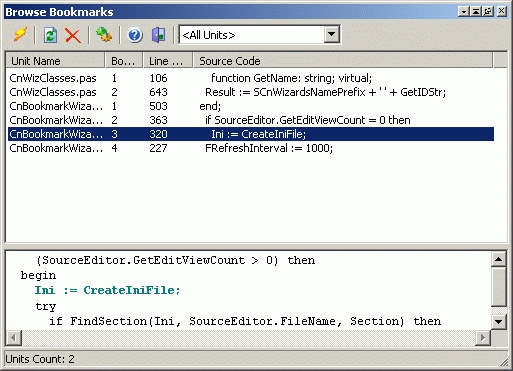 Browse Bookmarks
<All Units>
Unit Name Bo... Line ... Source Code
CnWizClasses.pas 1 106 function GetName: string; virtual;
CnWizClasses.pas 2 643 Result := SCnWizardsNamePrefix + ' ' + GetIDStr;
CnBookmarkWiza... 1 503 end;
CnBookmarkWiza... 2 363 if SourceEditor.GetEditViewCount = 0 then
CnBookmarkWiza... 3 320 Ini := CreateIniFile;
CnBookmarkWiza... 4 227 FRefreshInterval := 1000;
(SourceEditor.GetEditViewCount > 0) then
begin
Ini := CreateIniFile;
try
if FindSection(Ini, SourceEditor.FileName, Section) then
Units Count: 2